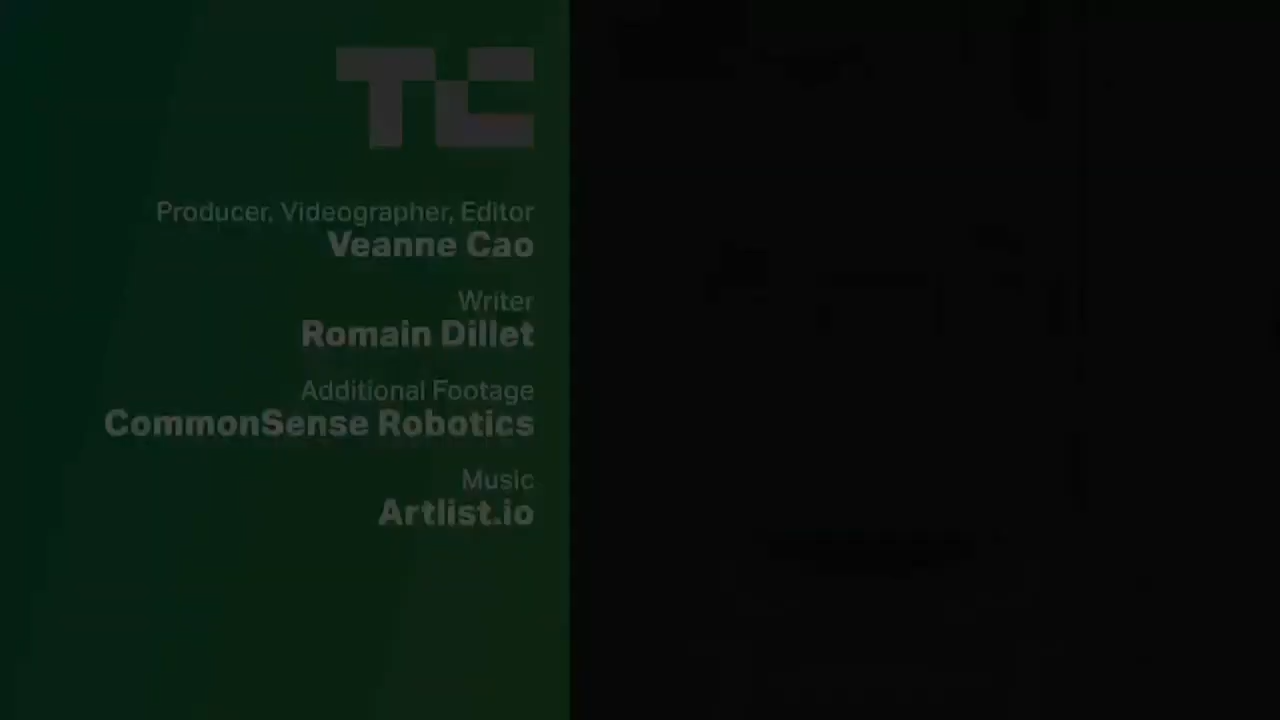 TC
Producer, Videographer, Editor
Veanne Cao
Writer
Romain Dillet
Additional Footage
CommonSense Robotics
Music
Artlist.io